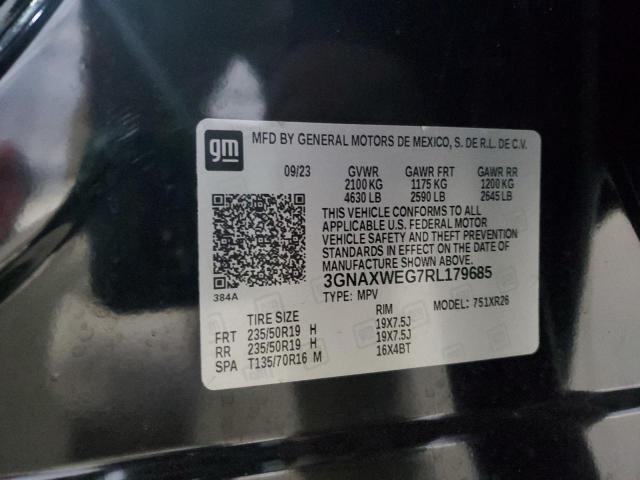 gm MFD BY GENERAL MOTORS DE MEXICO, S. DE R.L. DE C.V.
09/23 GVWR GAWR FRT GAWR RR
2100 KG 1175 KG 1200 KG
4630 LB 2590 LB 2645 LB
THIS VEHICLE CONFORMS TO ALL
APPLICABLE U.S. FEDERAL MOTOR
VEHICLE SAFETY AND THEFT PREVENTION
STANDARDS IN EFFECT ON THE DATE OF
MANUFACTURE SHOWN ABOVE.
3GNAXWEG7RL179685
384A TYPE: MPV MODEL: 751XR26
TIRE SIZE RIM
FRT 235/50R19 H 19X7.5J
RR 235/50R19 H 19X7.5J
SPA T135/70R16 M 16X4BT